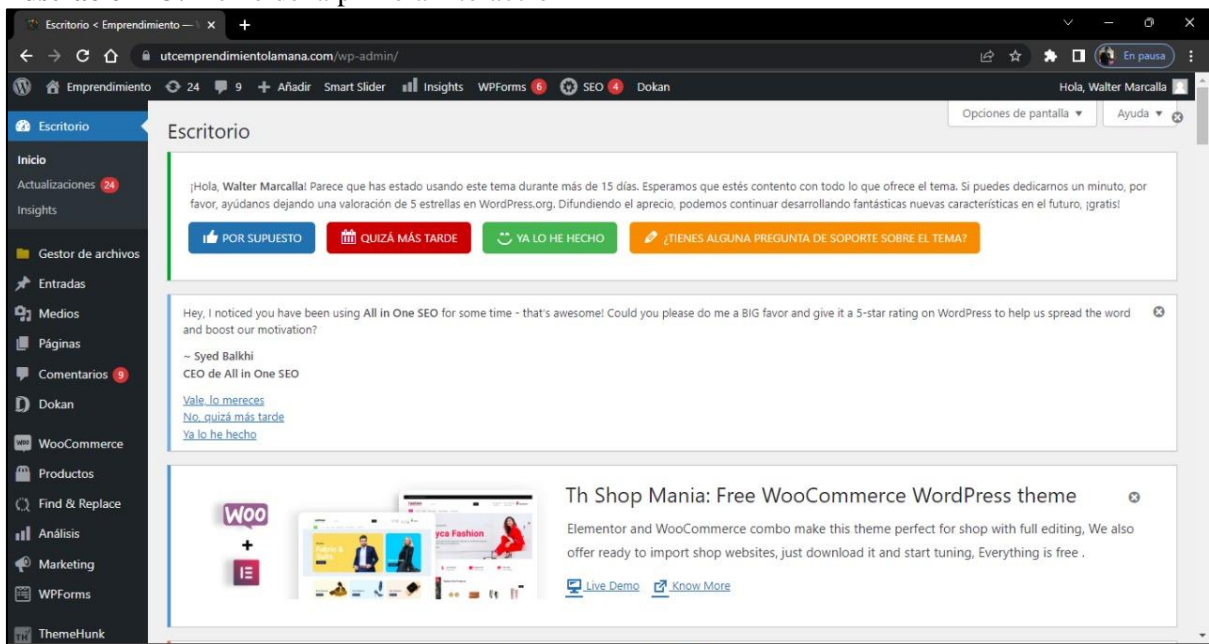 Escritorio < Emprendimiento —
utcemprendimientolamana.com/wp-admin/
En pausa
Emprendimiento 24 9 + Añadir Smart Slider Insights WPForms 6 SEO 4 Dokan
Hola, Walter Marcalla
Escritorio
Inicio
Actualizaciones 24
Insights
Gestor de archivos
Entradas
Medios
Páginas
Comentarios 9
Dokan
WooCommerce
Productos
Find & Replace
Análisis
Marketing
WPForms
ThemeHunk
Opciones de pantalla
Ayuda
Escritorio
¡Hola, Walter Marcalla! Parece que has estado usando este tema durante más de 15 días. Esperamos que estés contento con todo lo que ofrece el tema. Si puedes dedicarnos un minuto, por
favor, ayúdanos dejando una valoración de 5 estrellas en WordPress.org. Difundiendo el aprecio, podemos continuar desarrollando fantásticas nuevas características en el futuro, ¡gratis!
POR SUPUESTO
QUIZÁ MÁS TARDE
YA LO HE HECHO
¿TIENES ALGUNA PREGUNTA DE SOPORTE SOBRE EL TEMA?
Hey, I noticed you have been using All in One SEO for some time - that's awesome! Could you please do me a BIG favor and give it a 5-star rating on WordPress to help us spread the word
and boost our motivation?
~ Syed Balkhi
CEO de All in One SEO
Vale, lo mereces
No, quizá más tarde
Ya lo he hecho
WOO
+
Fashion
Th Shop Mania: Free WooCommerce WordPress theme
Elementor and WooCommerce combo make this theme perfect for shop with full editing, We also
offer ready to import shop websites, just download it and start tuning, Everything is free .
Live Demo
Know More